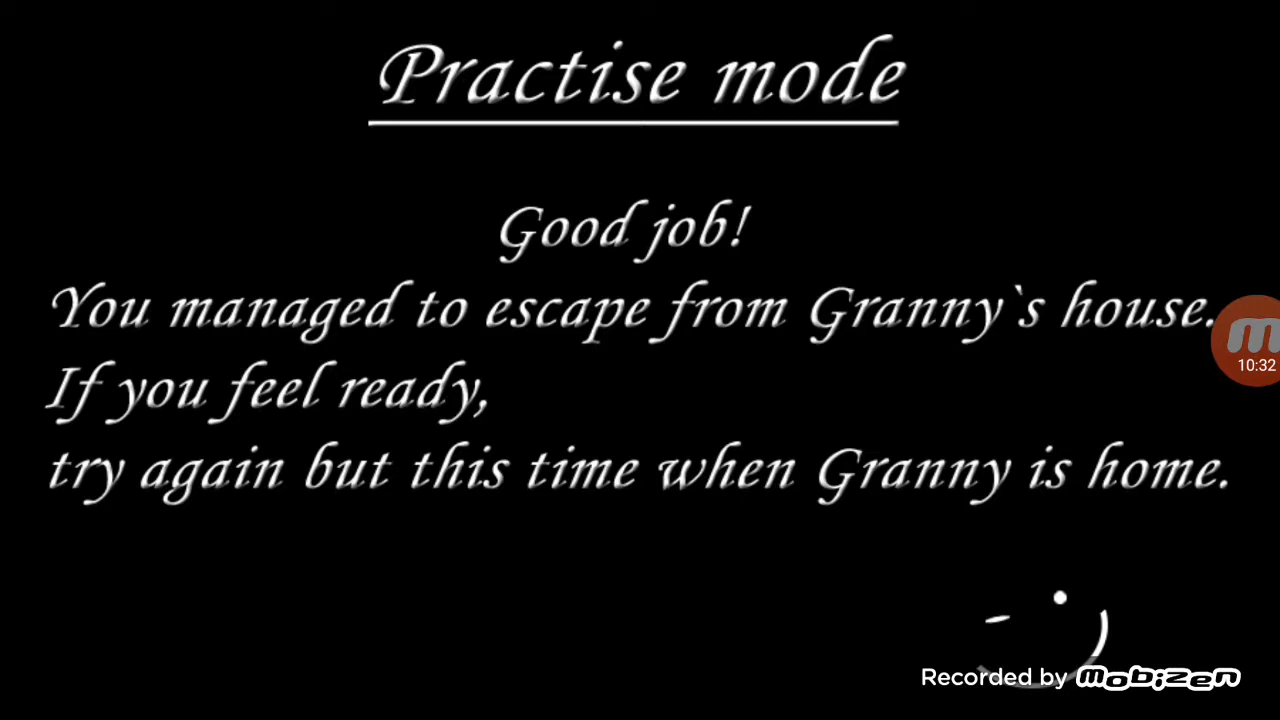 Practise mode
Good job!
You managed to escape from Granny`s house.
10:32
If you feel ready,
try again but this time when Granny is home.
Recorded by mobizen